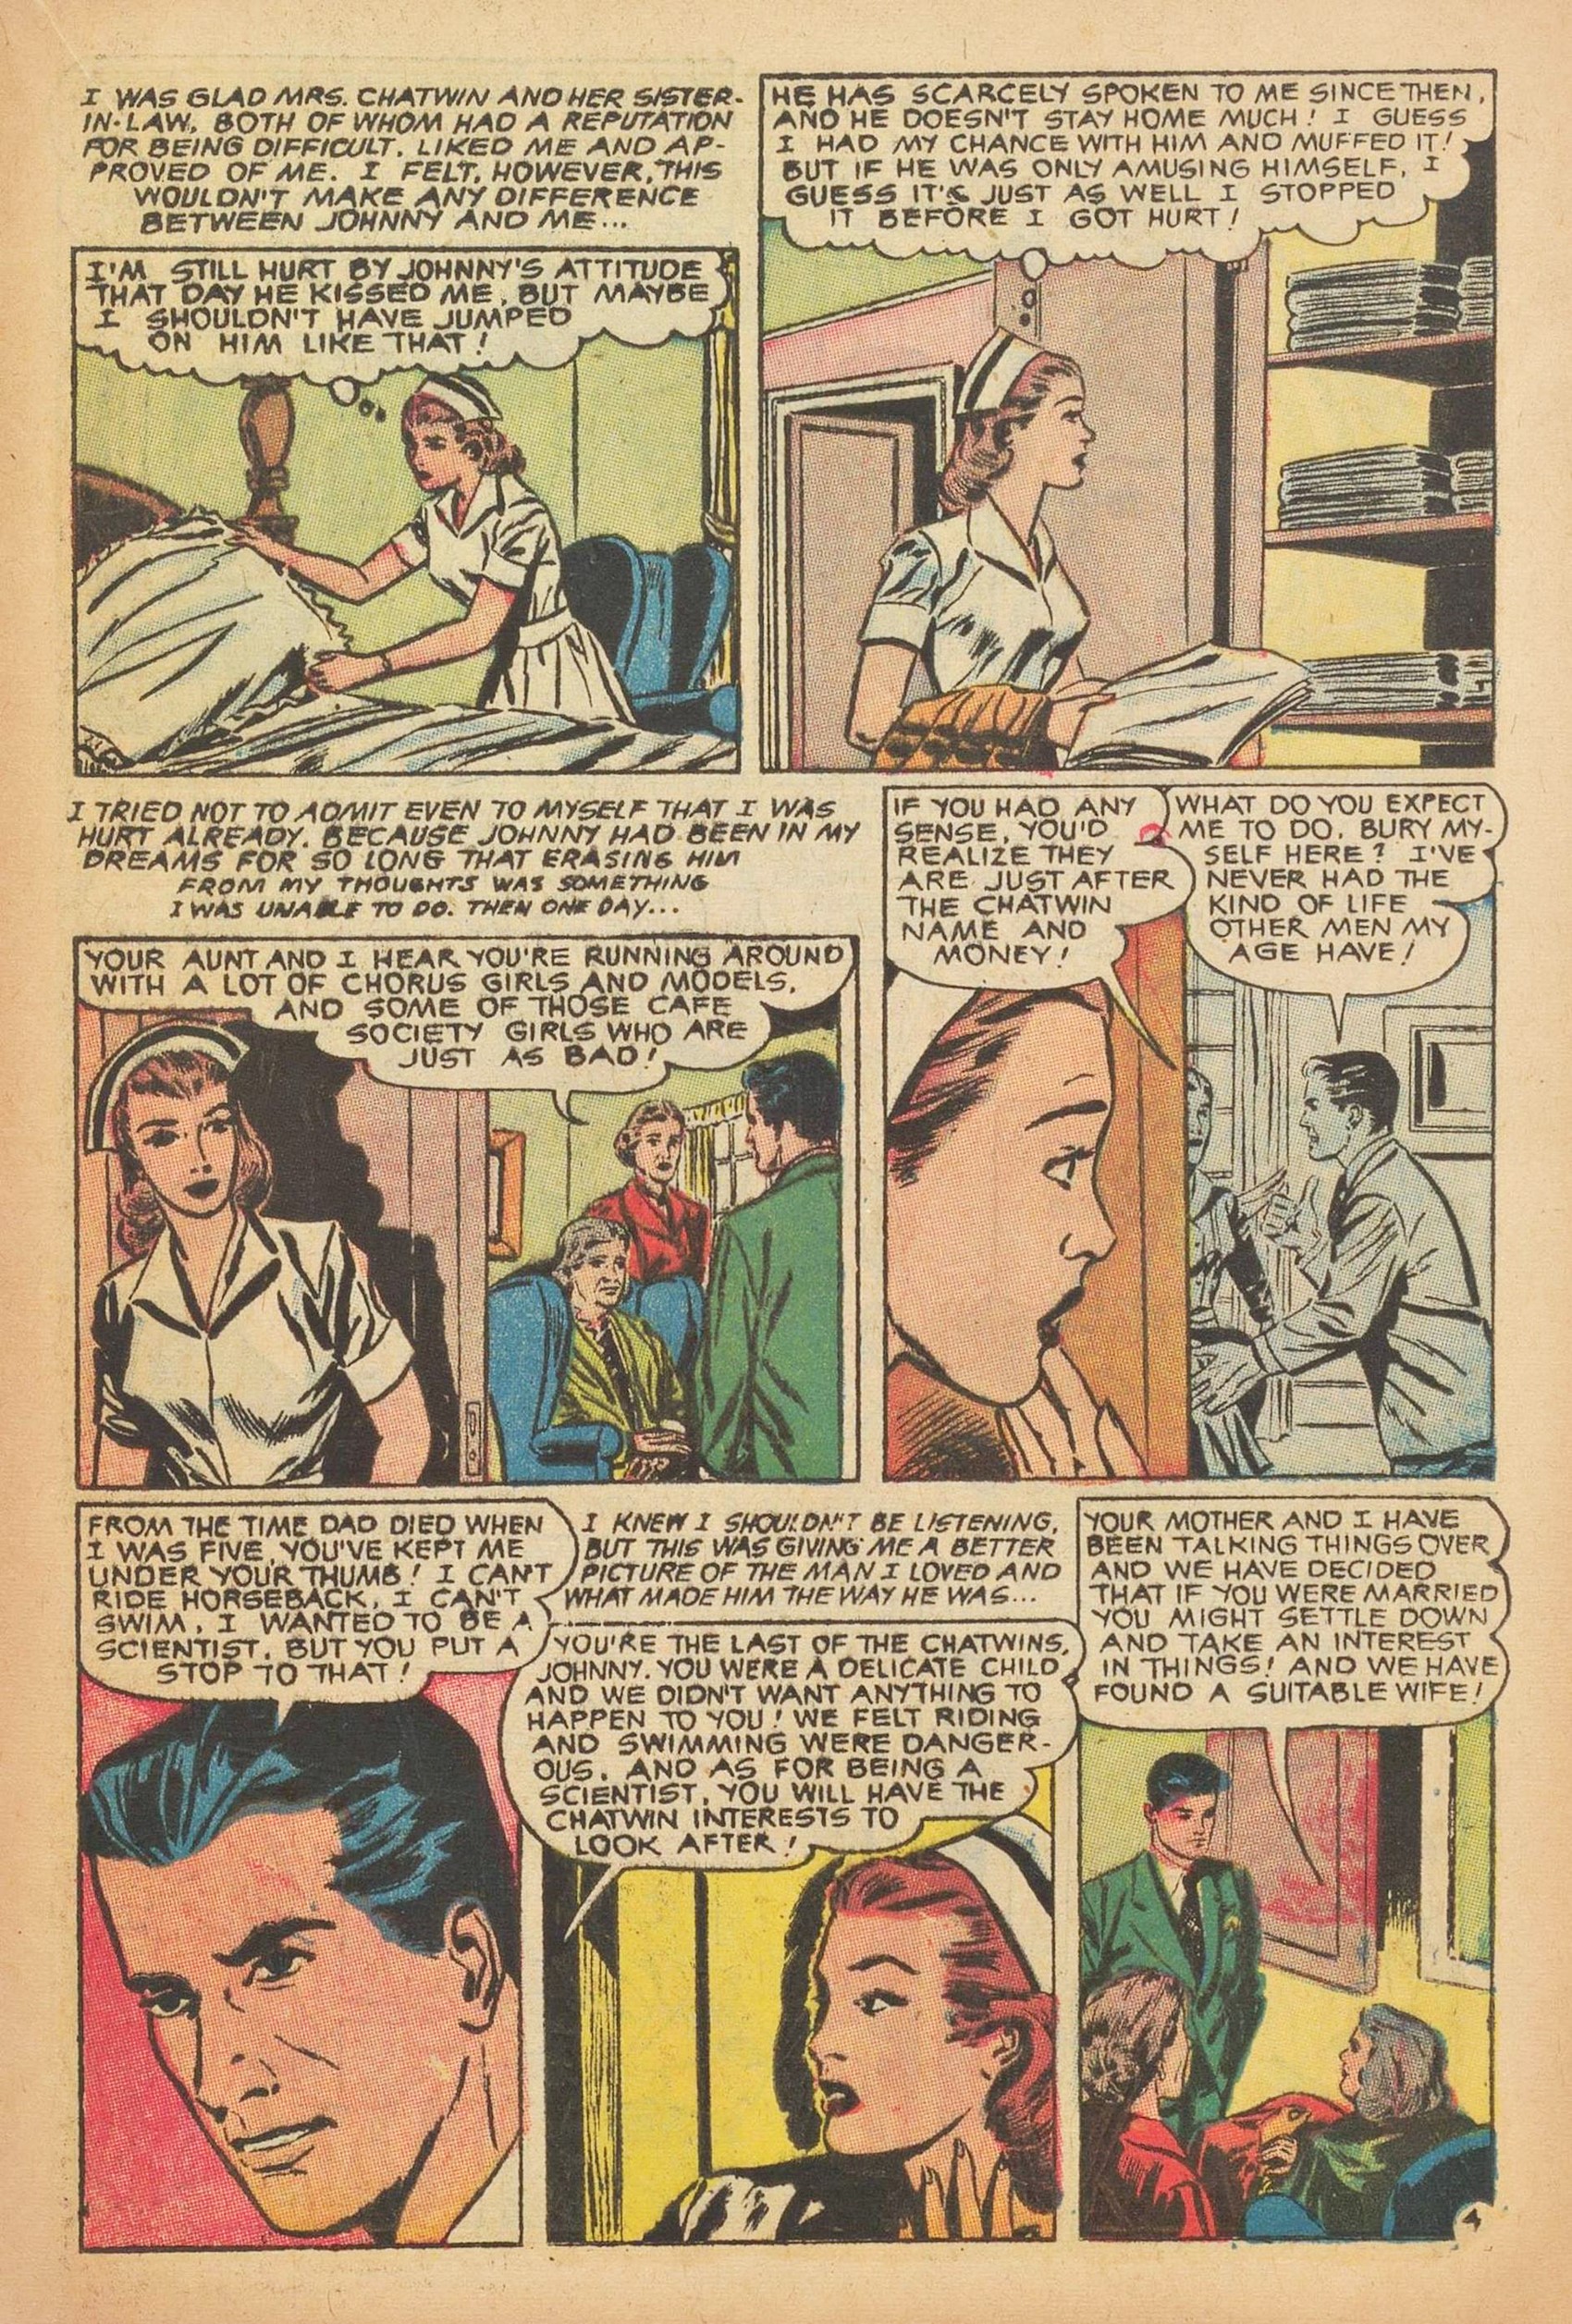 I WAS GLAD MRS. CHATWIN AND HER SISTER-
IN-LAW, BOTH OF WHOM HAD A REPUTATION
FOR BEING DIFFICULT, LIKED ME AND AP-
PROVED OF ME. I FELT, HOWEVER, THIS
WOULDN'T MAKE ANY DIFFERENCE
BETWEEN JOHNNY AND ME...
I'M STILL HURT BY JOHNNY'S ATTITUDE
THAT DAY HE KISSED ME, BUT MAYBE
I SHOULDN'T HAVE JUMPED
ON HIM LIKE THAT!
HE HAS SCARCELY SPOKEN TO ME SINCE THEN,
AND HE DOESN'T STAY HOME MUCH! I GUESS
I HAD MY CHANCE WITH HIM AND MUFFED IT!
BUT IF HE WAS ONLY AMUSING HIMSELF, I
GUESS IT'S JUST AS WELL I STOPPED
IT BEFORE I GOT HURT!
I TRIED NOT TO ADMIT EVEN TO MYSELF THAT I WAS
HURT ALREADY, BECAUSE JOHNNY HAD BEEN IN MY
DREAMS FOR SO LONG THAT ERASING HIM
FROM MY THOUGHTS WAS SOMETHING
I WAS UNABLE TO DO. THEN ONE DAY...
YOUR AUNT AND I HEAR YOU'RE RUNNING AROUND
WITH A LOT OF CHORUS GIRLS AND MODELS,
AND SOME OF THOSE CAFE
SOCIETY GIRLS WHO ARE
JUST AS BAD!
IF YOU HAD ANY
SENSE, YOU'D
REALIZE THEY
ARE JUST AFTER
THE CHATWIN
NAME AND
MONEY!
WHAT DO YOU EXPECT
ME TO DO, BURY MY-
SELF HERE? I'VE
NEVER HAD THE
KIND OF LIFE
OTHER MEN MY
AGE HAVE!
FROM THE TIME DAD DIED WHEN
I WAS FIVE, YOU'VE KEPT ME
UNDER YOUR THUMB! I CAN'T
RIDE HORSEBACK, I CAN'T
SWIM, I WANTED TO BE A
SCIENTIST, BUT YOU PUT A
STOP TO THAT!
I KNEW I SHOULDN'T BE LISTENING,
BUT THIS WAS GIVING ME A BETTER
PICTURE OF THE MAN I LOVED AND
WHAT MADE HIM THE WAY HE WAS...
YOU'RE THE LAST OF THE CHATWINS,
JOHNNY. YOU WERE A DELICATE CHILD
AND WE DIDN'T WANT ANYTHING TO
HAPPEN TO YOU! WE FELT RIDING
AND SWIMMING WERE DANGER-
OUS. AND AS FOR BEING A
SCIENTIST, YOU WILL HAVE THE
CHATWIN INTERESTS TO
LOOK AFTER!
YOUR MOTHER AND I HAVE
BEEN TALKING THINGS OVER
AND WE HAVE DECIDED
THAT IF YOU WERE MARRIED
YOU MIGHT SETTLE DOWN
AND TAKE AN INTEREST
IN THINGS! AND WE HAVE
FOUND A SUITABLE WIFE!
4